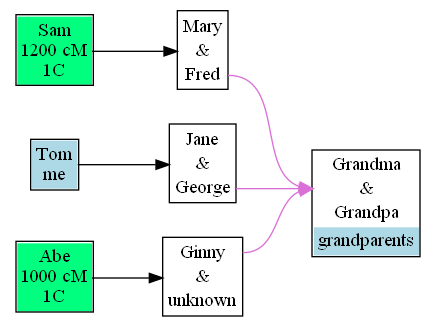 Sam
1200 cM
1C
Mary
&
Fred
Tom
me
Jane
&
George
Grandma
&
Grandpa
grandparents
Abe
1000 cM
1C
Ginny
&
unknown